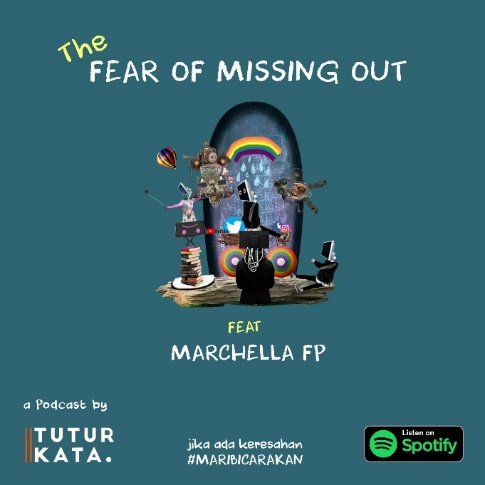 The
FEAR OF MISSING OUT
FEAT
MARCHELLA FP
a Podcast by
TUTUR
KATA.
jika ada keresahan
#MARIBICARAKAN
Listen on
Spotify